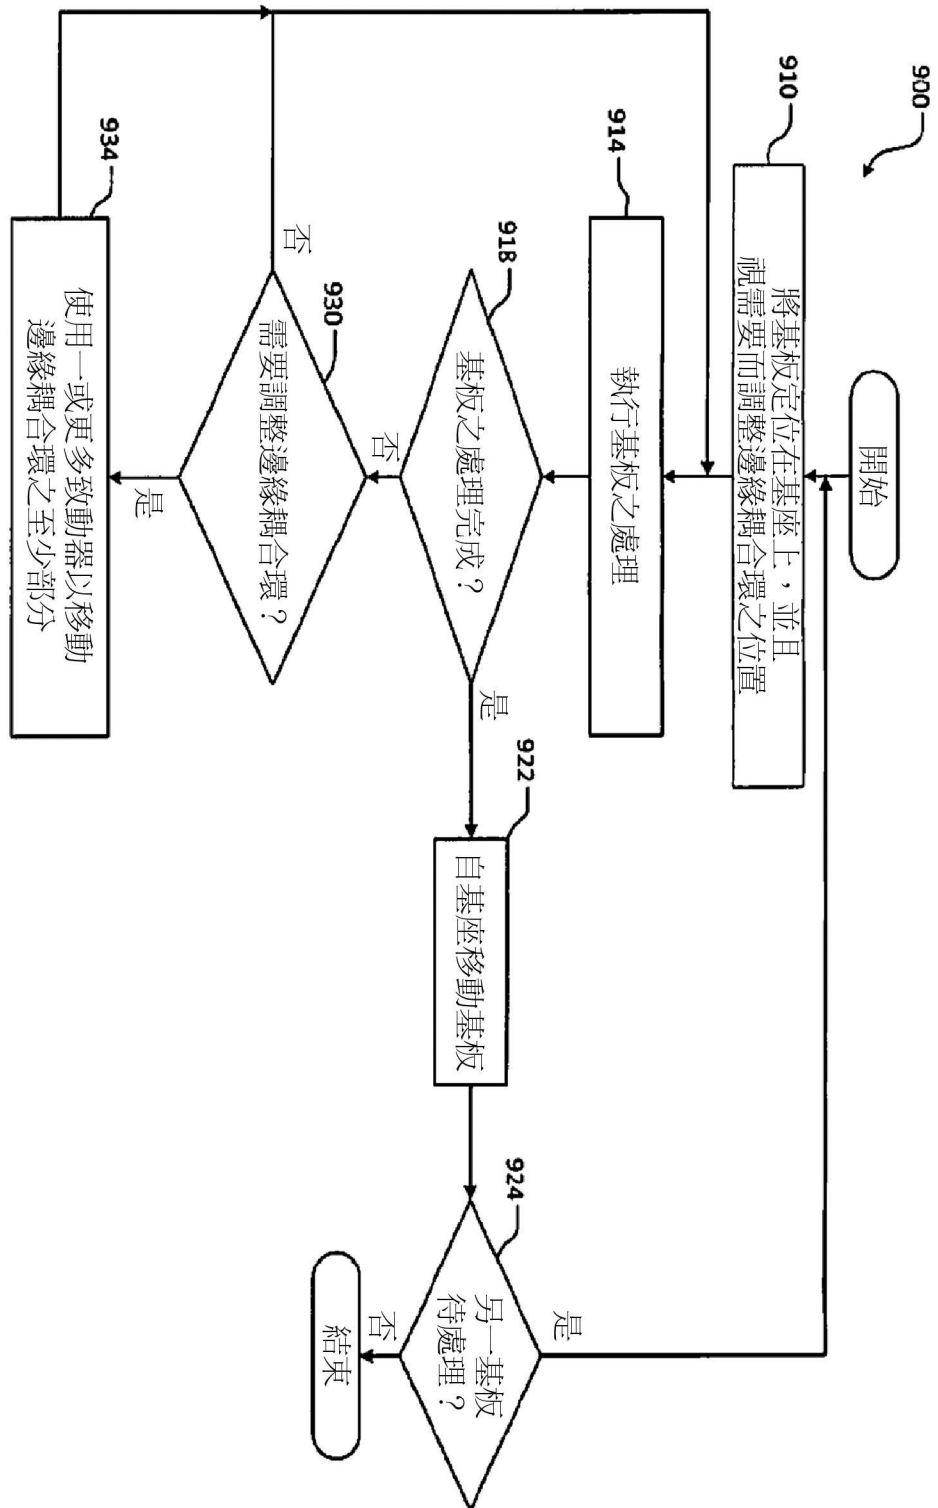 900
開始
910
將基板定位在基座上，並且
視需要而調整邊緣耦合環之位置
914
執行基板之處理
918
基板之處理完成？
是
否
922
自基座移動基板
924
另一基板
待處理？
是
否
結束
930
需要調整邊緣耦合環？
否
是
934
使用一或更多致動器以移動
邊緣耦合環之至少部分